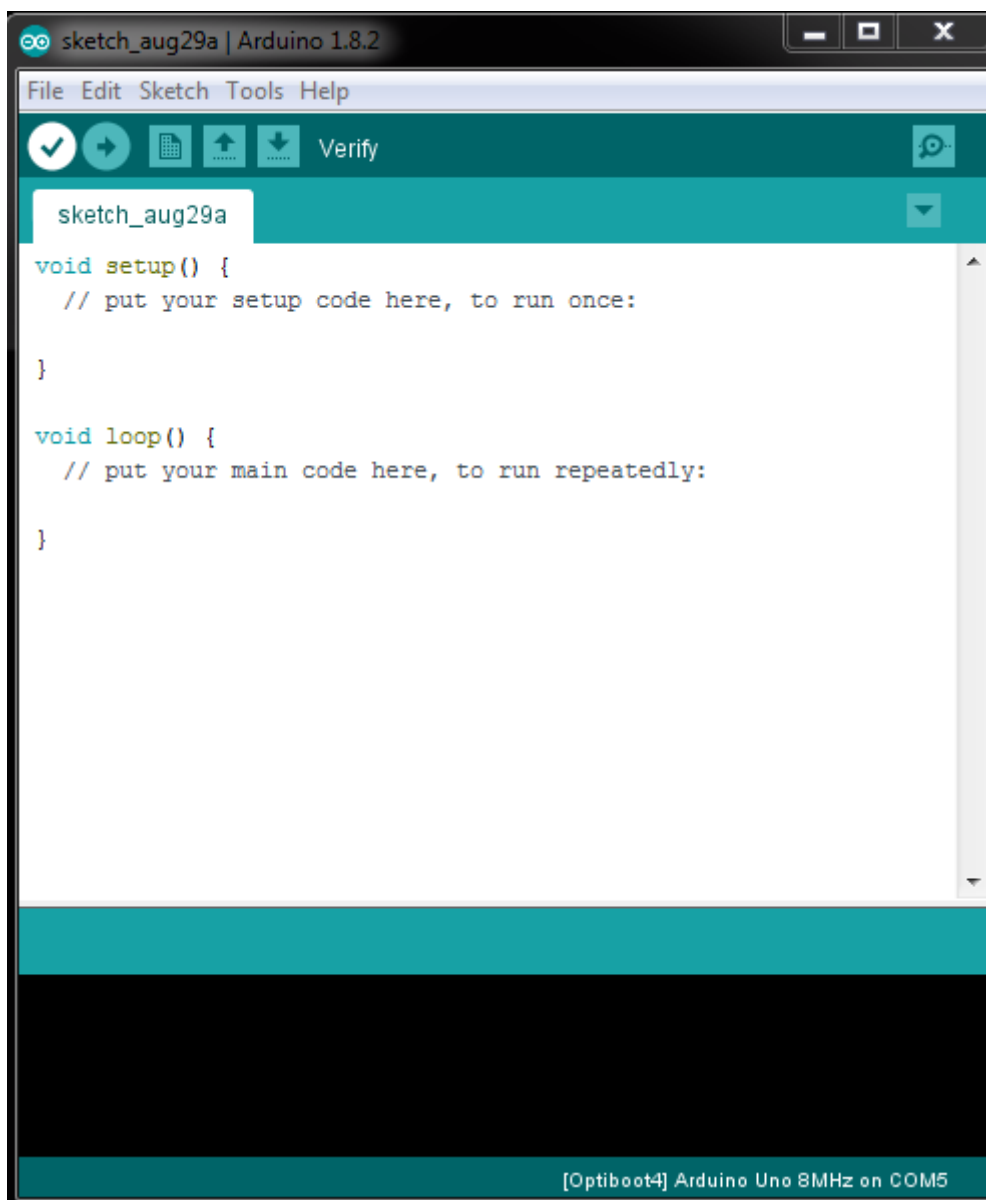 sketch_aug29a | Arduino 1.8.2
File Edit Sketch Tools Help
Verify
sketch_aug29a
void setup() {
  // put your setup code here, to run once:
}
void loop() {
  // put your main code here, to run repeatedly:
}
[Optiboot4] Arduino Uno 8MHz on COM5